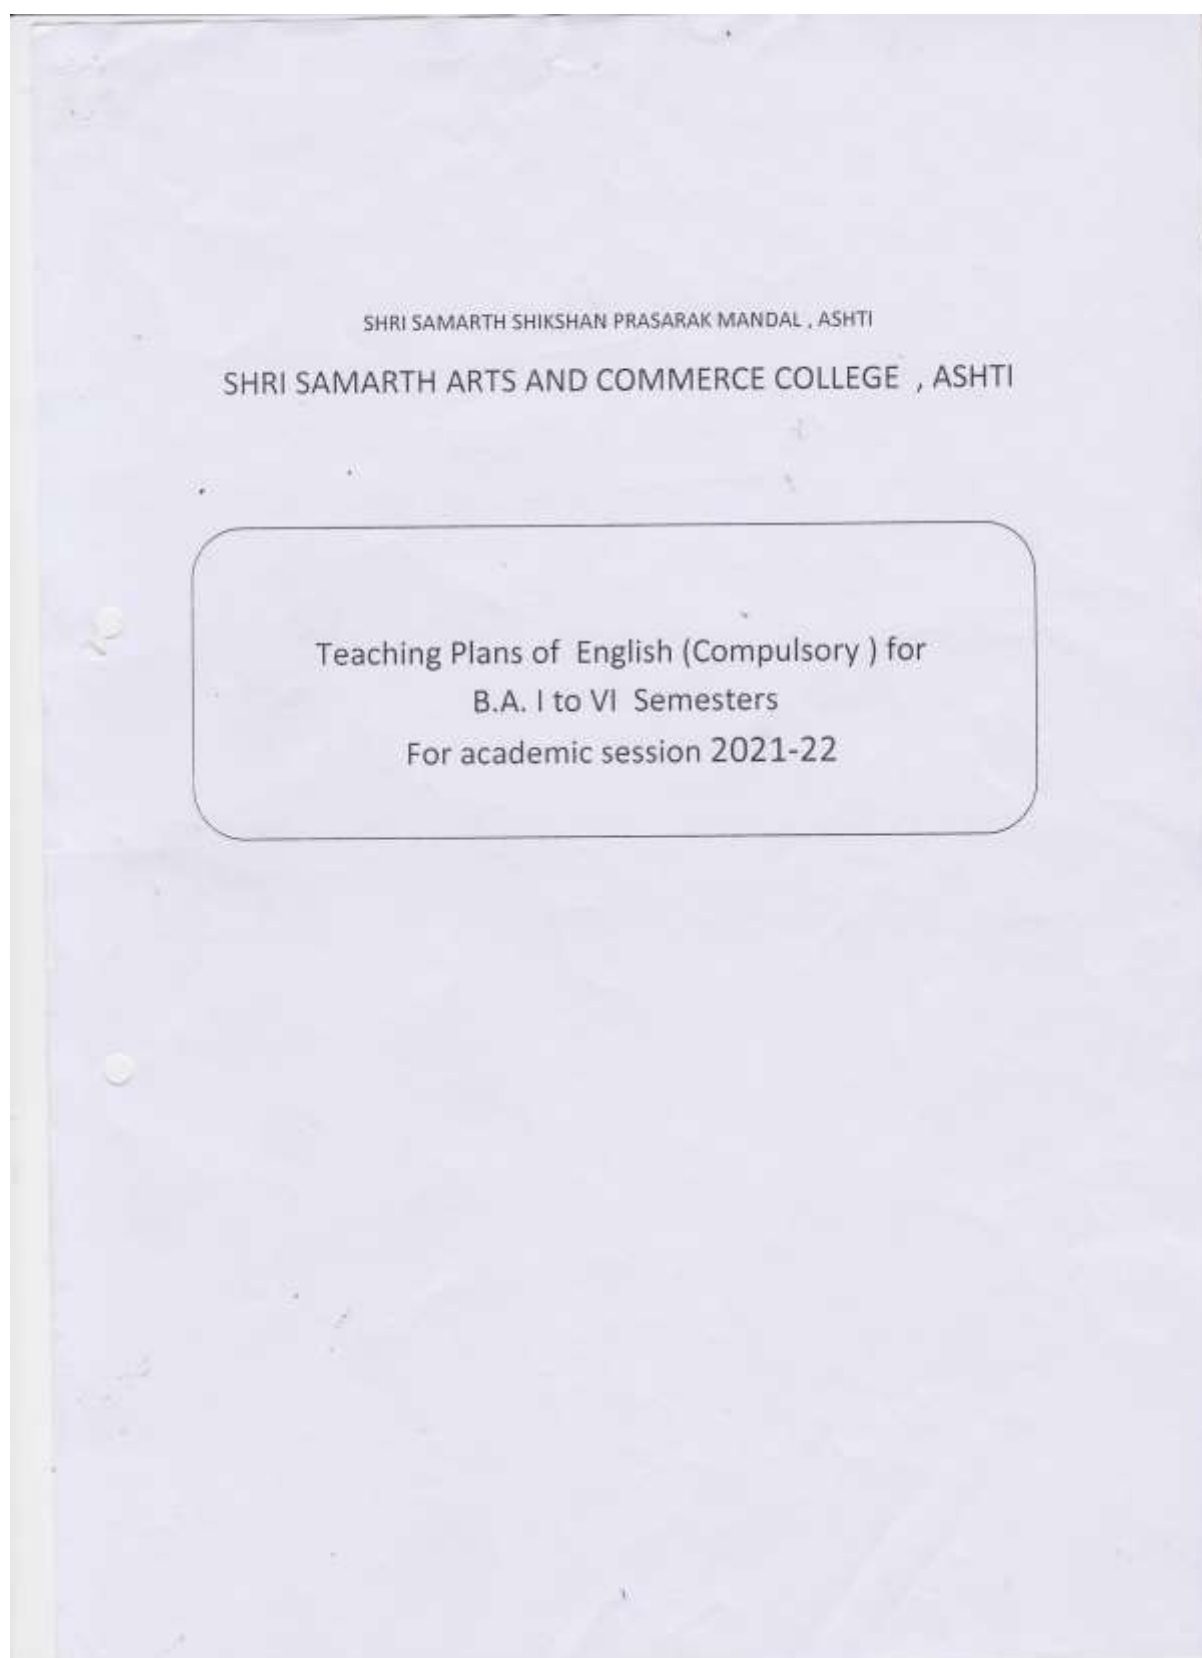 SHRI SAMARTH SHIKSHAN PRASARAK MANDAL , ASHTI
SHRI SAMARTH ARTS AND COMMERCE COLLEGE , ASHTI
Teaching Plans of English (Compulsory ) for
B.A. I to VI Semesters
For academic session 2021-22